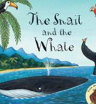 The Snail
and the
Whale